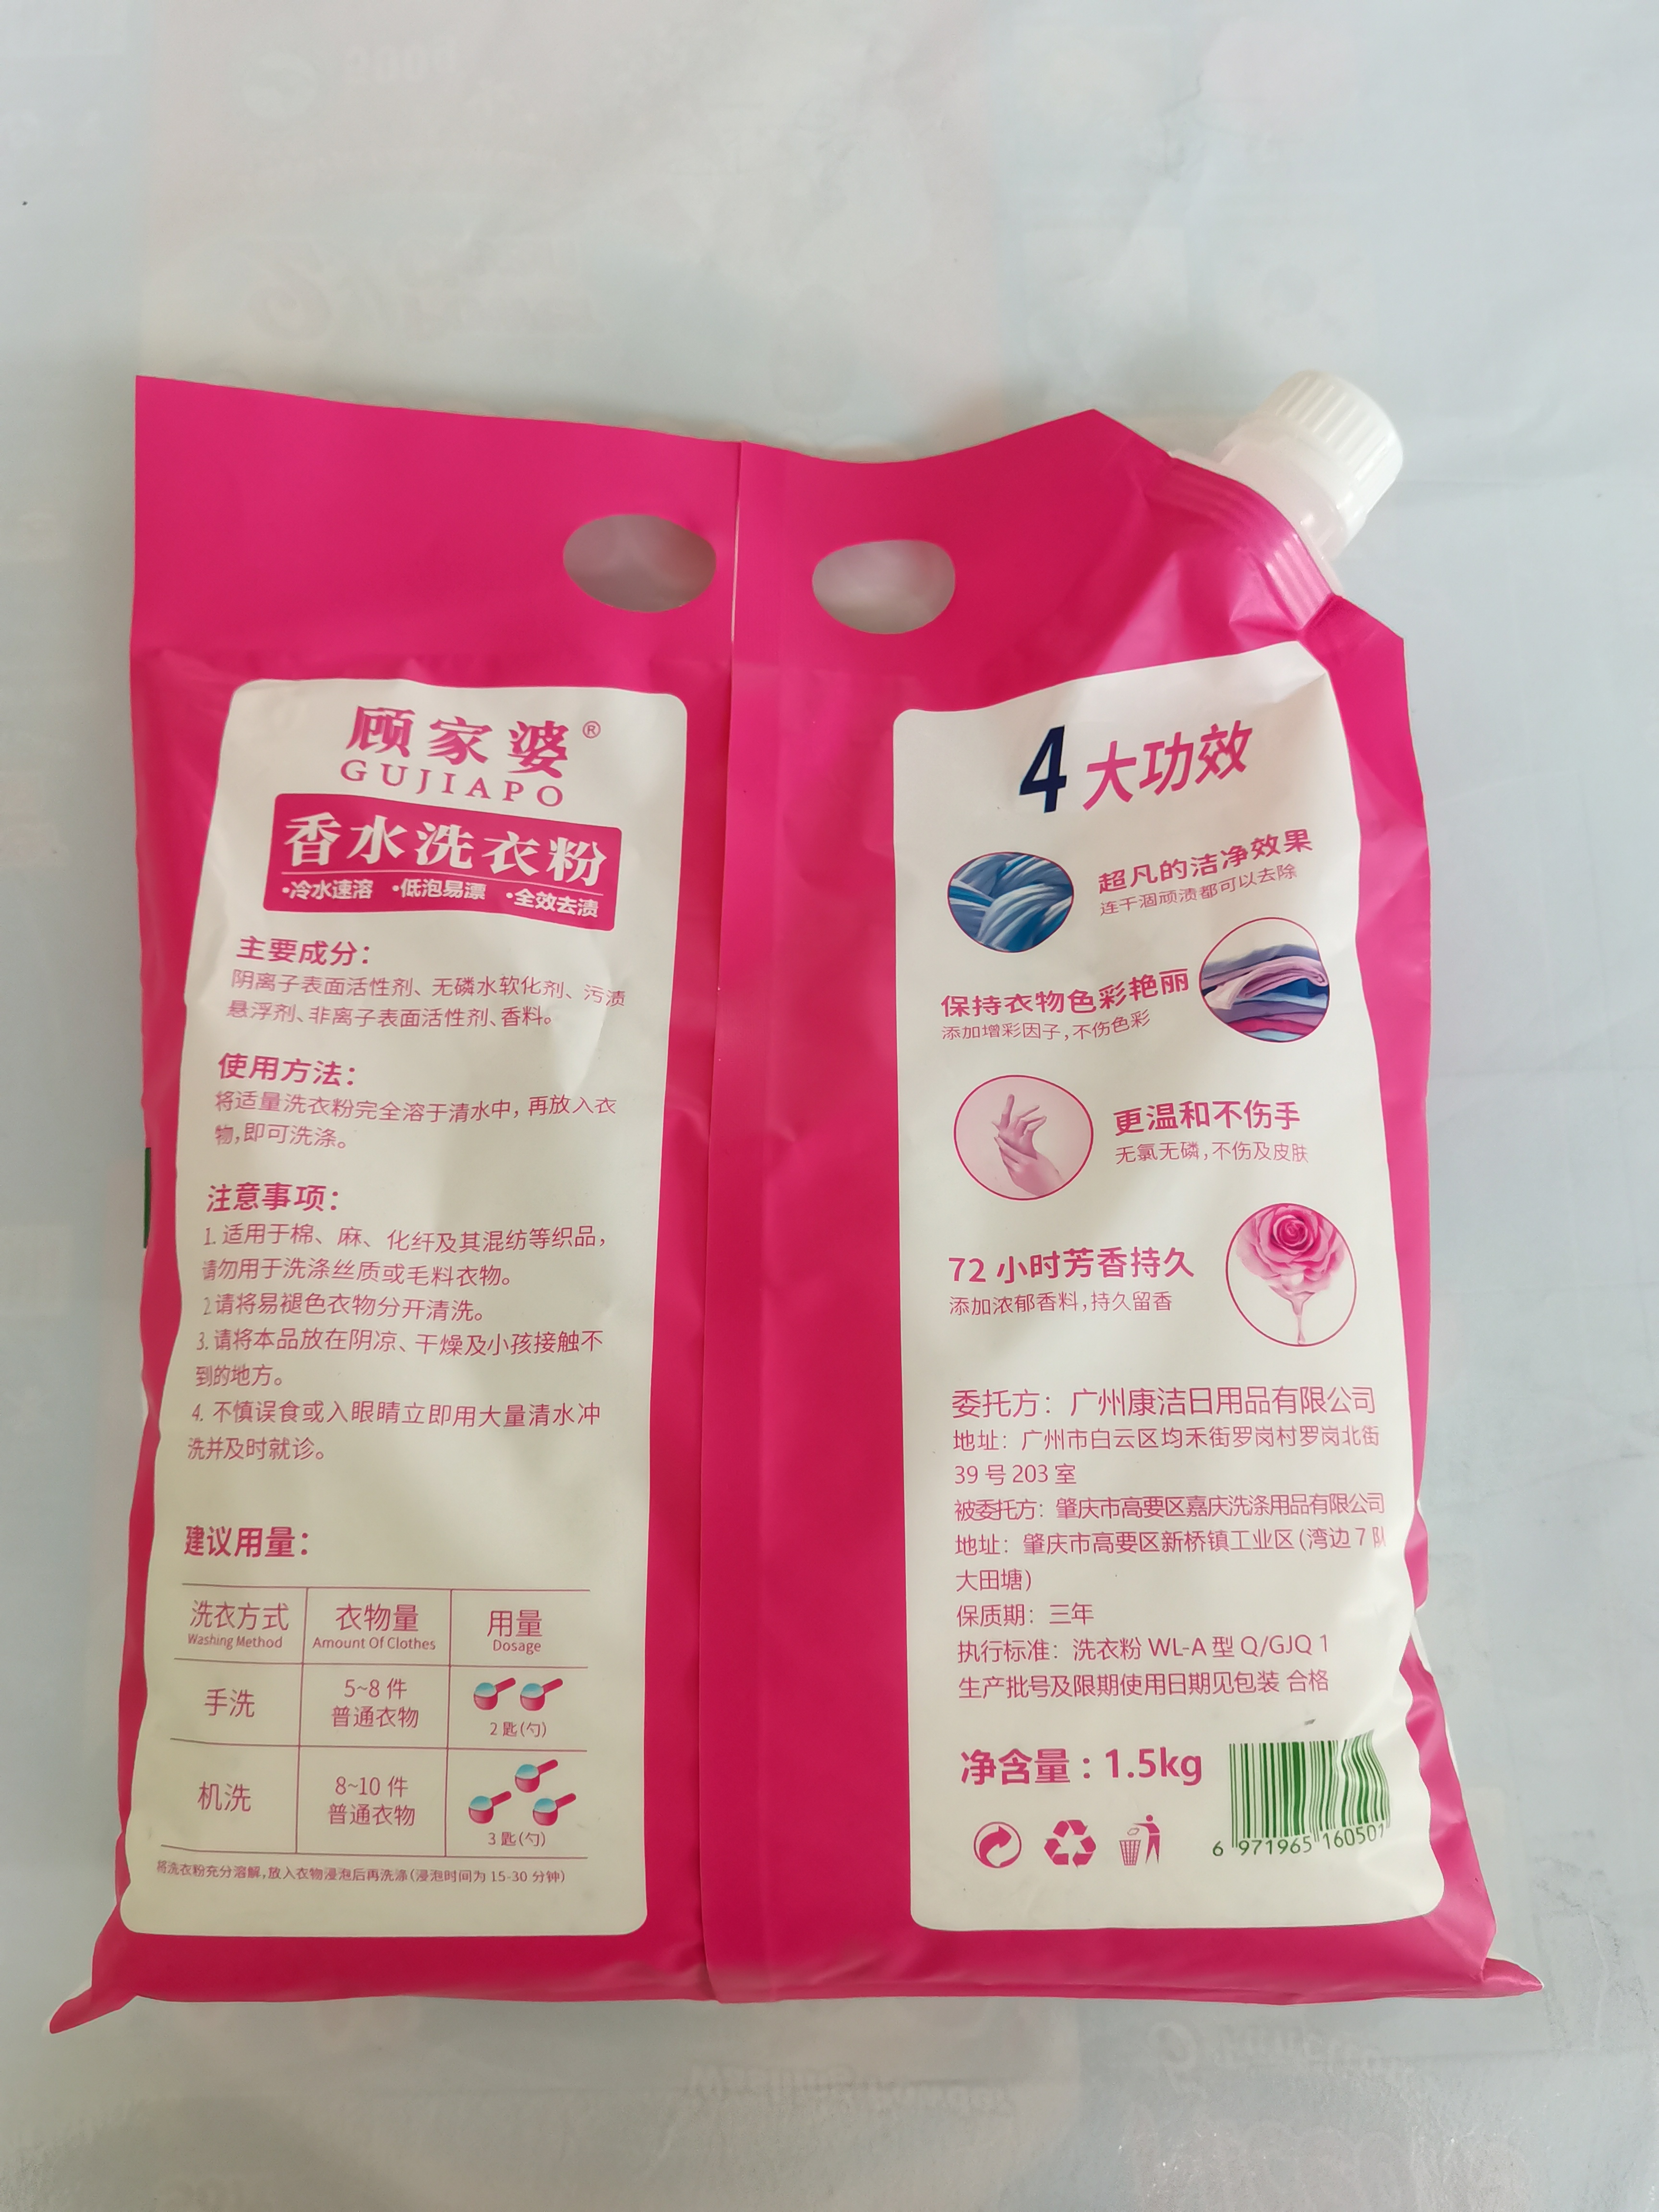 顾家婆®
GUJIAPO
香水洗衣粉
·冷水速溶 ·低泡易漂 ·全效去渍
主要成分：
阴离子表面活性剂、无磷水软化剂、污渍
悬浮剂、非离子表面活性剂、香料。
使用方法：
将适量洗衣粉完全溶于清水中，再放入衣
物，即可洗涤。
注意事项：
1. 适用于棉、麻、化纤及其混纺等织品，
请勿用于洗涤丝质或毛料衣物。
2.请将易褪色衣物分开清洗。
3. 请将本品放在阴凉、干燥及小孩接触不
到的地方。
4. 不慎误食或入眼睛立即用大量清水冲
洗并及时就诊。
建议用量：
洗衣方式 衣物量 用量
Washing Method Amount Of Clothes Dosage
手洗 5~8 件 普通衣物 2 匙(勺)
机洗 8~10 件 普通衣物 3 匙(勺)
将洗衣粉充分溶解，放入衣物浸泡后再洗涤(浸泡时间为 15-30 分钟)
4大功效
超凡的洁净效果
连干涸顽渍都可以去除
保持衣物色彩艳丽
添加增彩因子，不伤色彩
更温和不伤手
无氯无磷，不伤及皮肤
72 小时芳香持久
添加浓郁香料，持久留香
委托方：广州康洁日用品有限公司
地址：广州市白云区均禾街罗岗村罗岗北街
39 号 203 室
被委托方：肇庆市高要区嘉庆洗涤用品有限公司
地址：肇庆市高要区新桥镇工业区(湾边 7 队
大田塘)
保质期：三年
执行标准：洗衣粉 WL-A 型 Q/GJQ 1
生产批号及限期使用日期见包装 合格
净含量：1.5kg
6 971965 160501